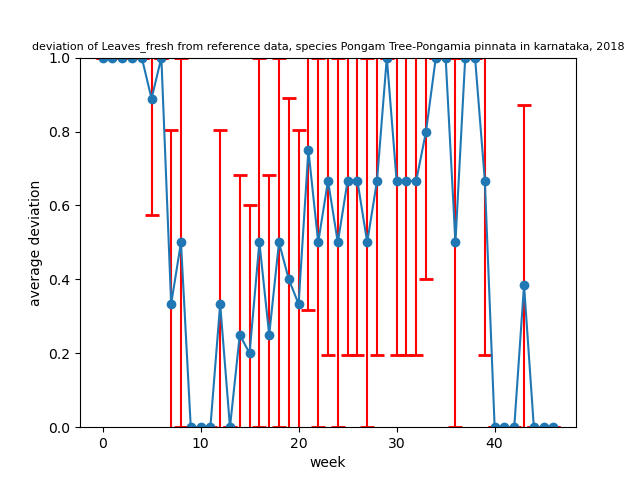 deviation of Leaves_fresh from reference data, species Pongam Tree-Pongamia pinnata in karnataka, 2018
1.0
0.8
0.6
0.4
0.2
0.0
average deviation
0 10 20 30 40
week